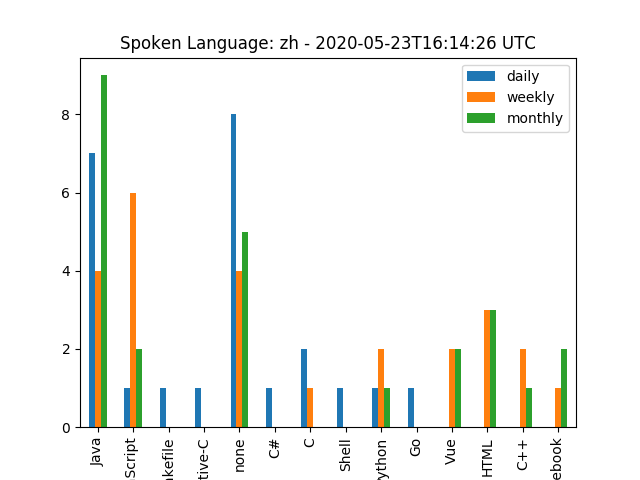 Spoken Language: zh - 2020-05-23T16:14:26 UTC
daily
weekly
monthly
8
6
4
2
0
Java
Script
kefile
tive-C
none
C#
C
Shell
ython
Go
Vue
HTML
C++
ebook